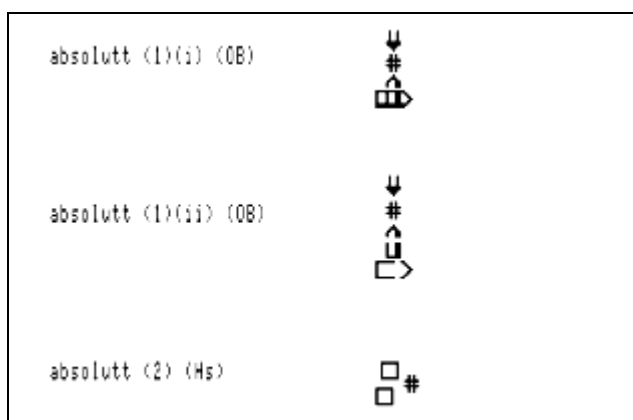 absolutt (1)(i) (OB)
absolutt (1)(ii) (OB)
absolutt (2) (Hs)